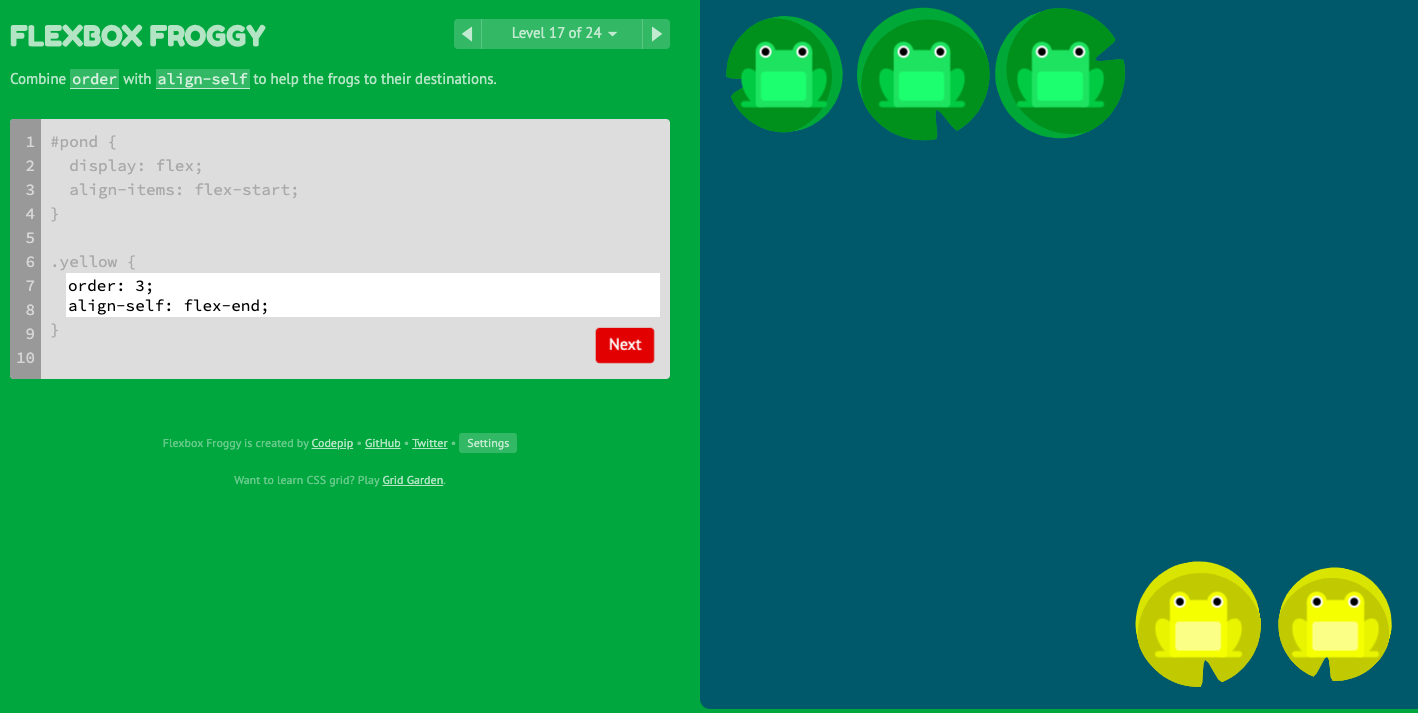 FLEXBOX FROGGY
Level 17 of 24
Combine order with align-self to help the frogs to their destinations.
1 #pond {
2 display: flex;
3 align-items: flex-start;
4 }
5
6 .yellow {
7 order: 3;
8 align-self: flex-end;
9 }
10
Next
Flexbox Froggy is created by Codepip • GitHub • Twitter • Settings
Want to learn CSS grid? Play Grid Garden.